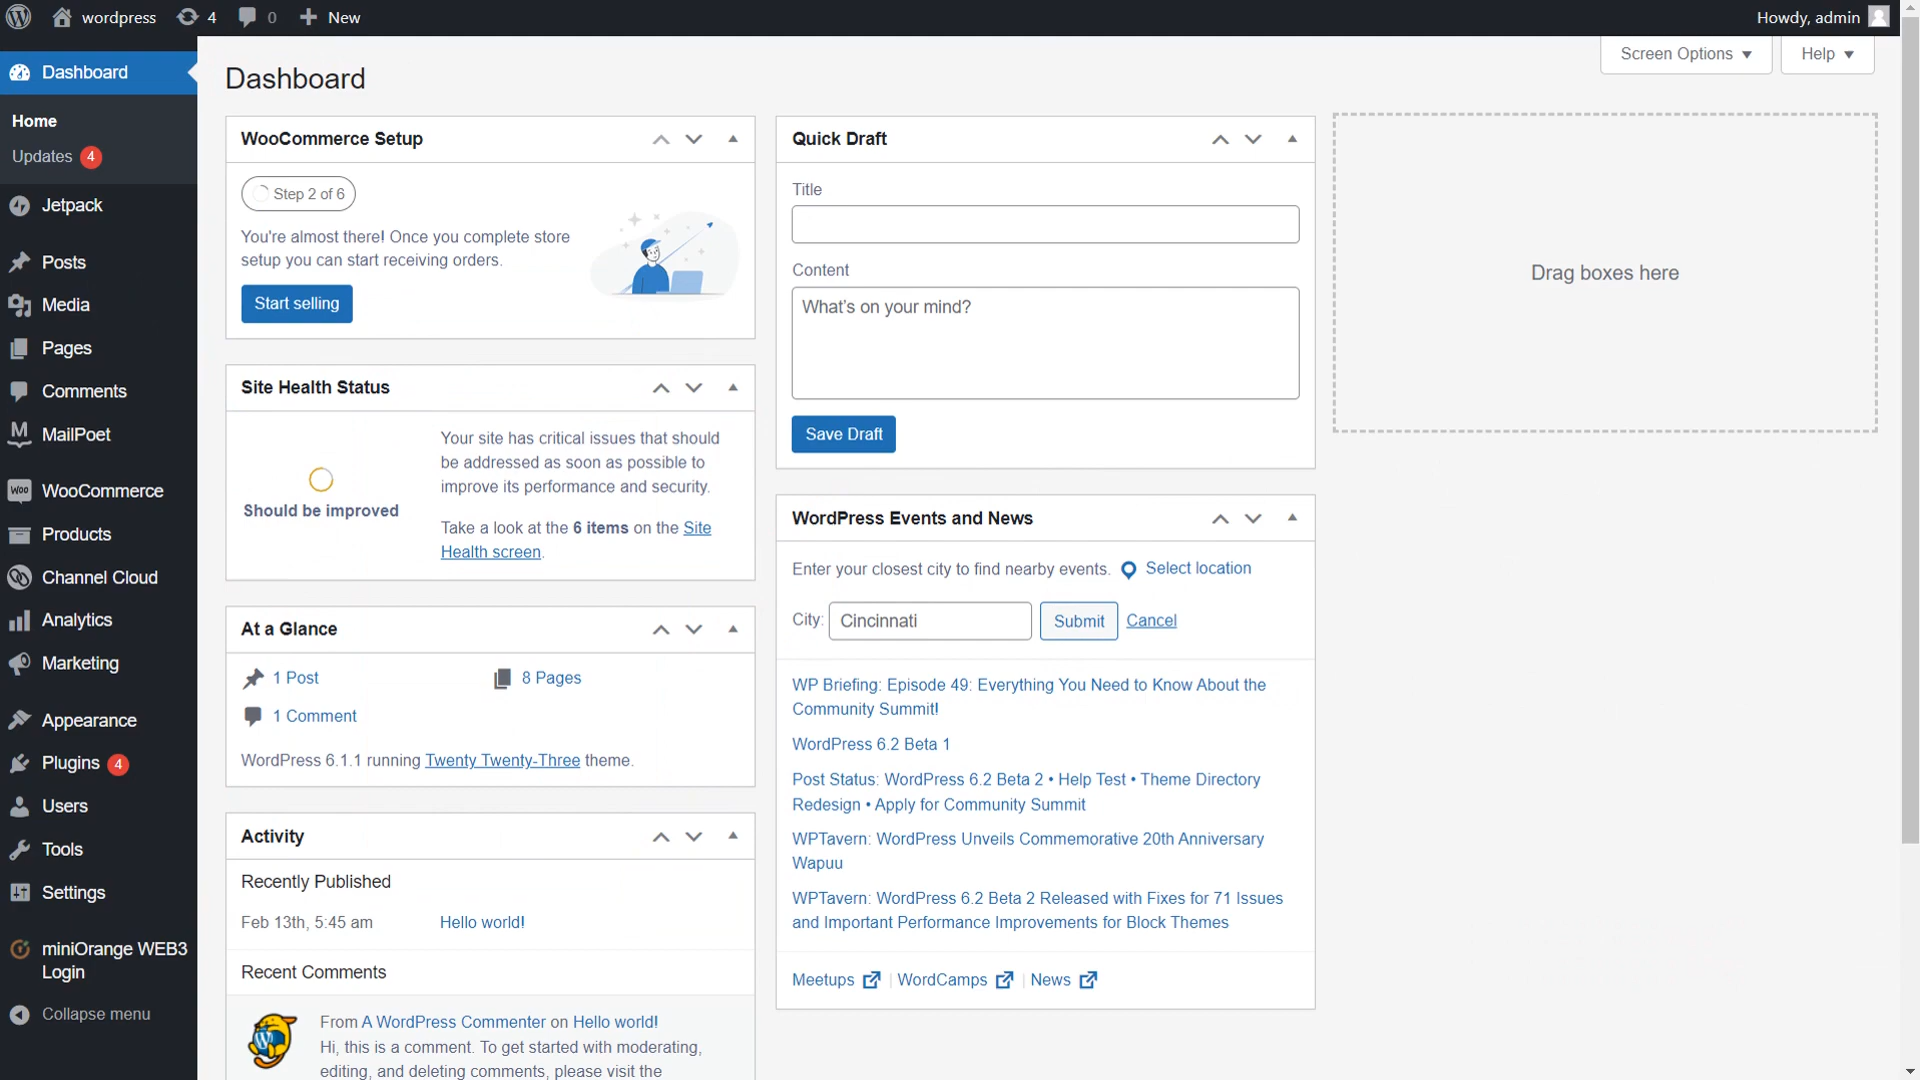 wordpress
4
0
New
Howdy, admin
Dashboard
Home
Updates 4
Jetpack
Posts
Media
Pages
Comments
MailPoet
WooCommerce
Products
Channel Cloud
Analytics
Marketing
Appearance
Plugins 4
Users
Tools
Settings
miniOrange WEB3
Login
Collapse menu
Screen Options
Help
Dashboard
WooCommerce Setup
Step 2 of 6
You're almost there! Once you complete store
setup you can start receiving orders.
Start selling
Site Health Status
Should be improved
Your site has critical issues that should
be addressed as soon as possible to
improve its performance and security.
Take a look at the 6 items on the Site
Health screen.
At a Glance
1 Post
8 Pages
1 Comment
WordPress 6.1.1 running Twenty Twenty-Three theme.
Activity
Recently Published
Feb 13th, 5:45 am
Hello world!
Recent Comments
From A WordPress Commenter on Hello world!
Hi, this is a comment. To get started with moderating,
editing, and deleting comments, please visit the
Quick Draft
Title
Content
What's on your mind?
Save Draft
WordPress Events and News
Enter your closest city to find nearby events.
Select location
City:
Cincinnati
Submit
Cancel
WP Briefing: Episode 49: Everything You Need to Know About the
Community Summit!
WordPress 6.2 Beta 1
Post Status: WordPress 6.2 Beta 2 • Help Test • Theme Directory
Redesign • Apply for Community Summit
WPTavern: WordPress Unveils Commemorative 20th Anniversary
Wapuu
WPTavern: WordPress 6.2 Beta 2 Released with Fixes for 71 Issues
and Important Performance Improvements for Block Themes
Meetups | WordCamps | News
Drag boxes here